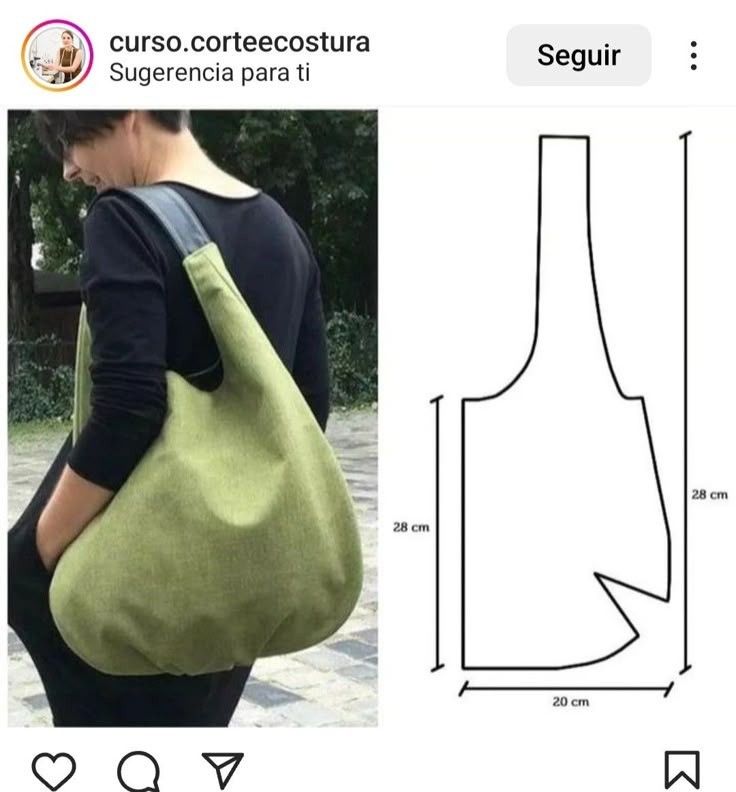 curso.corteecostura
Sugerencia para ti
Seguir
28 cm
28 cm
20 cm